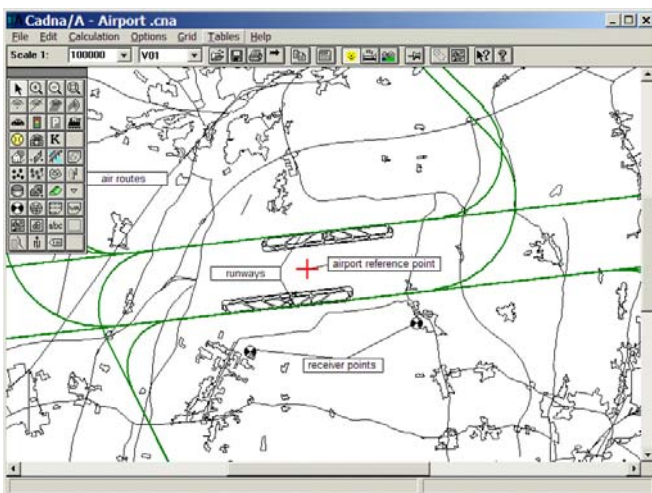 Cadna/A - Airport .cna
File Edit Calculation Options Grid Tables Help
Scale 1: 100000 V01
K
air routes
abc
runways
airport reference point
receiver points